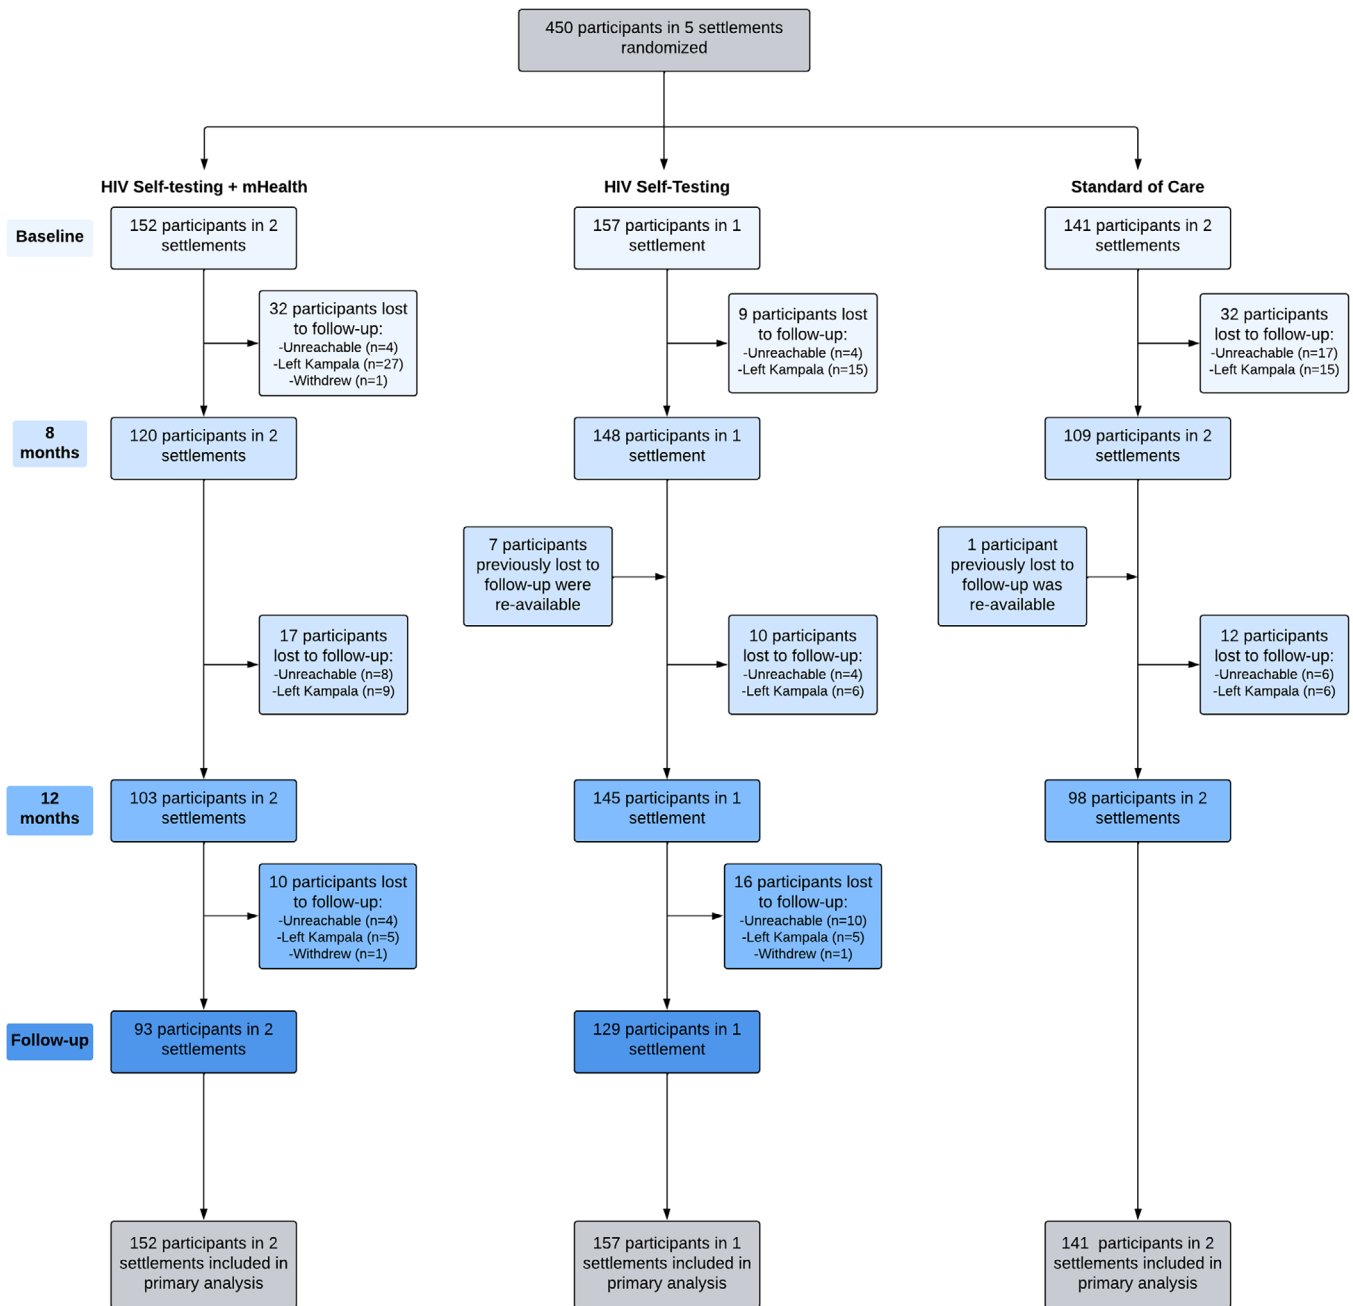 450 participants in 5 settlements
randomized
HIV Self-testing + mHealth
HIV Self-Testing
Standard of Care
Baseline
152 participants in 2
settlements
157 participants in 1
settlement
141 participants in 2
settlements
32 participants lost
to follow-up:
-Unreachable (n=4)
-Left Kampala (n=27)
-Withdrew (n=1)
9 participants lost
to follow-up:
-Unreachable (n=4)
-Left Kampala (n=15)
32 participants
lost to follow-up:
-Unreachable (n=17)
-Left Kampala (n=15)
8
months
120 participants in 2
settlements
148 participants in 1
settlement
109 participants in 2
settlements
7 participants
previously lost to
follow-up were
re-available
1 participant
previously lost to
follow-up was
re-available
17 participants
lost to follow-up:
-Unreachable (n=8)
-Left Kampala (n=9)
10 participants
lost to follow-up:
-Unreachable (n=4)
-Left Kampala (n=6)
12 participants
lost to follow-up:
-Unreachable (n=6)
-Left Kampala (n=6)
12
months
103 participants in 2
settlements
145 participants in 1
settlement
98 participants in 2
settlements
10 participants lost
to follow-up:
-Unreachable (n=4)
-Left Kampala (n=5)
-Withdrew (n=1)
16 participants lost
to follow-up:
-Unreachable (n=10)
-Left Kampala (n=5)
-Withdrew (n=1)
Follow-up
93 participants in 2
settlements
129 participants in 1
settlement
152 participants in 2
settlements included in
primary analysis
157 participants in 1
settlements included in
primary analysis
141 participants in 2
settlements included in
primary analysis